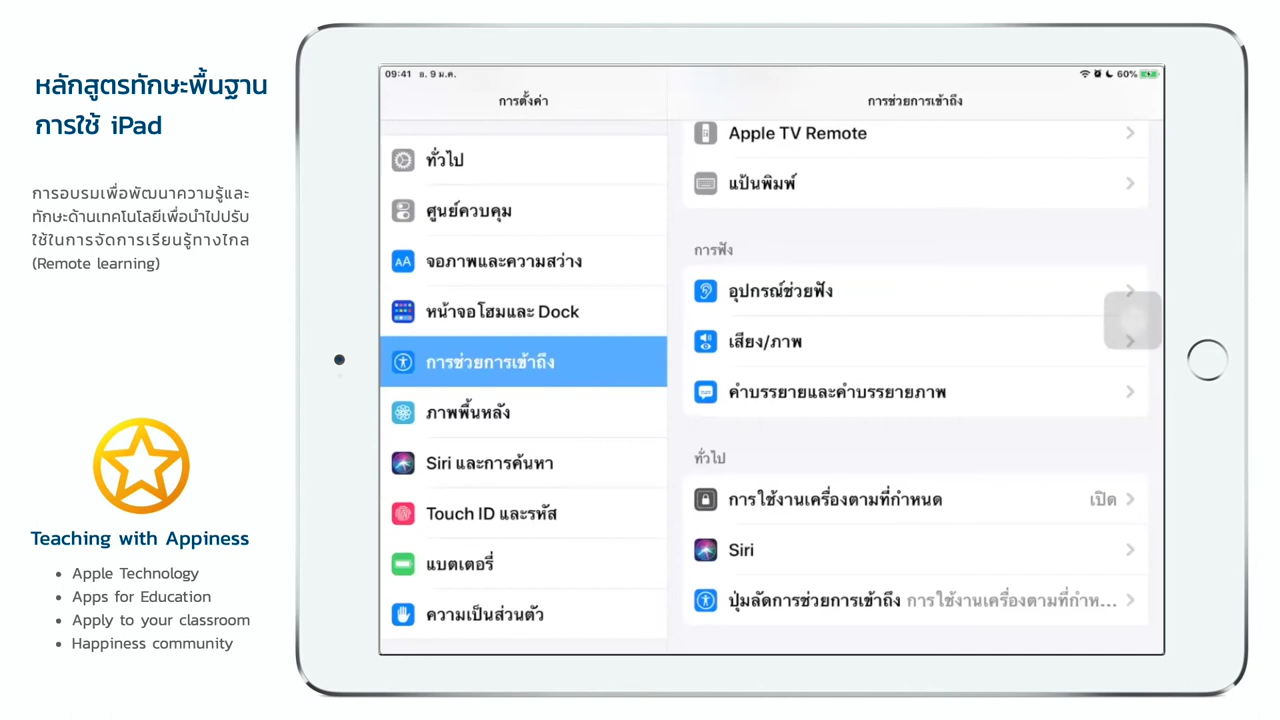 หลักสูตรทักษะพื้นฐาน
การใช้ iPad
การอบรมเพื่อพัฒนาความรู้และ
ทักษะด้านเทคโนโลยีเพื่อนำไปปรับ
ใช้ในการจัดการเรียนรู้ทางไกล
(Remote learning)
Teaching with Appiness
• Apple Technology
• Apps for Education
• Apply to your classroom
• Happiness community
09:41 อ. 9 ม.ค.
60%
การตั้งค่า
ทั่วไป
ศูนย์ควบคุม
AA จอภาพและความสว่าง
หน้าจอโฮมและ Dock
การช่วยการเข้าถึง
ภาพพื้นหลัง
Siri และการค้นหา
Touch ID และรหัส
แบตเตอรี่
ความเป็นส่วนตัว
การช่วยการเข้าถึง
Apple TV Remote
แป้นพิมพ์
การฟัง
อุปกรณ์ช่วยฟัง
เสียง/ภาพ
คำบรรยายและคำบรรยายภาพ
ทั่วไป
การใช้งานเครื่องตามที่กำหนด เปิด
Siri
ปุ่มลัดการช่วยการเข้าถึง การใช้งานเครื่องตามที่กำห...